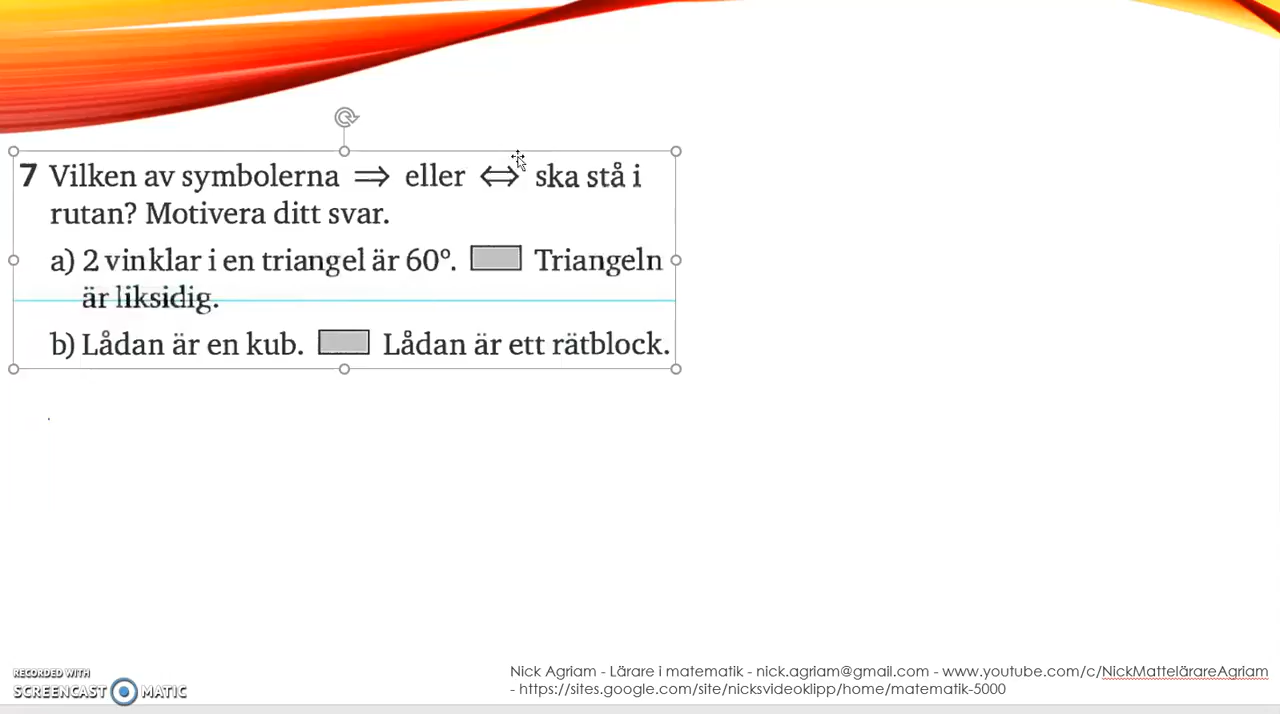 7 Vilken av symbolerna ⇒ eller ⇔ ska stå i
rutan? Motivera ditt svar.
a) 2 vinklar i en triangel är 60°. Triangeln
är liksidig.
b) Lådan är en kub. Lådan är ett rätblock.
RECORDED WITH
SCREENCAST MATIC
Nick Agriam - Lärare i matematik - nick.agriam@gmail.com - www.youtube.com/c/NickMattelärareAgriam
- https://sites.google.com/site/nicksvideoklipp/home/matematik-5000